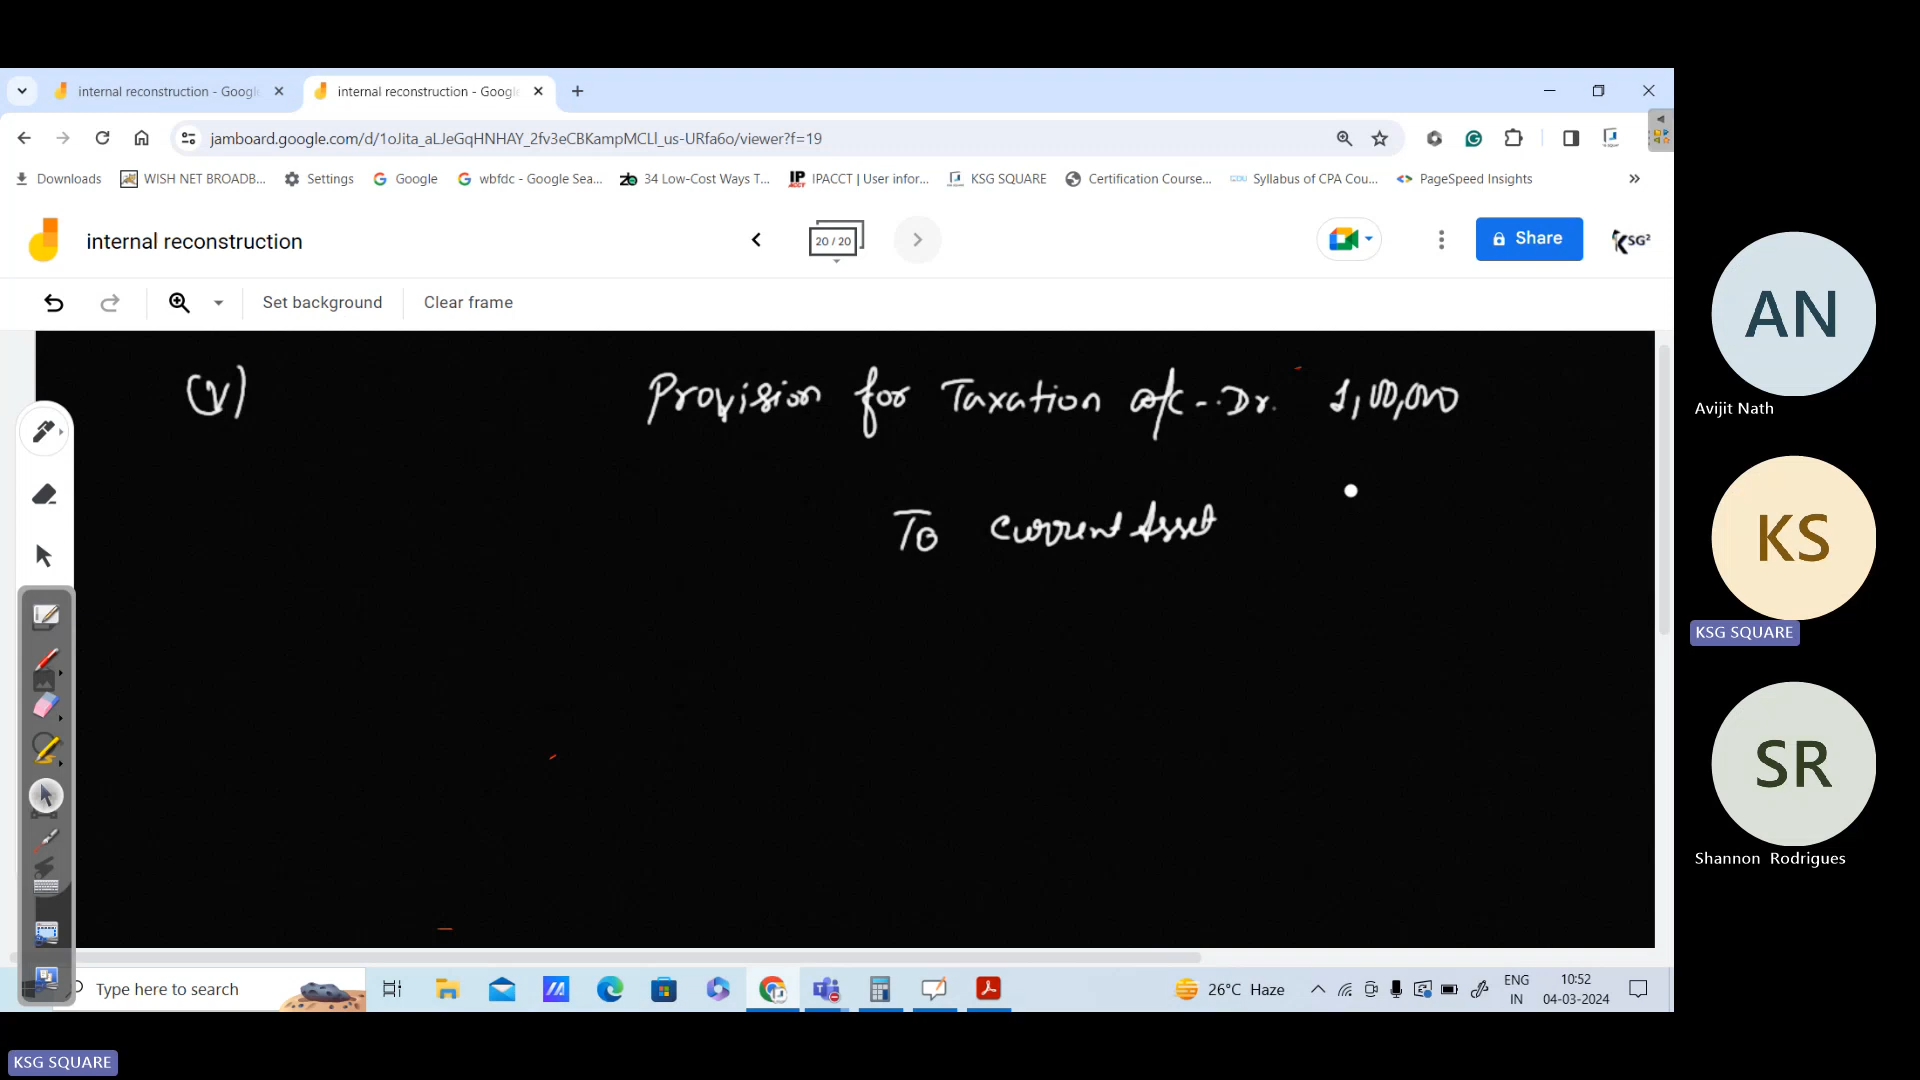 internal reconstruction - Googl
internal reconstruction - Googl
jamboard.google.com/d/1oJita_aLJeGqHNHAY_2fv3eCBKampMCLl_us-URfa6o/viewer?f=19
Downloads
WISH NET BROADB...
Settings
Google
wbfdc - Google Sea...
34 Low-Cost Ways T...
IPACCT | User infor...
KSG SQUARE
Certification Course...
Syllabus of CPA Cou...
PageSpeed Insights
internal reconstruction
20 / 20
Share
KSG²
Set background
Clear frame
(V) Provision for Taxation a/c - Dr. 1,00,000
To Current Asset
AN
Avijit Nath
KS
KSG SQUARE
SR
Shannon Rodrigues
Type here to search
26°C Haze
ENG
IN
10:52
04-03-2024
KSG SQUARE